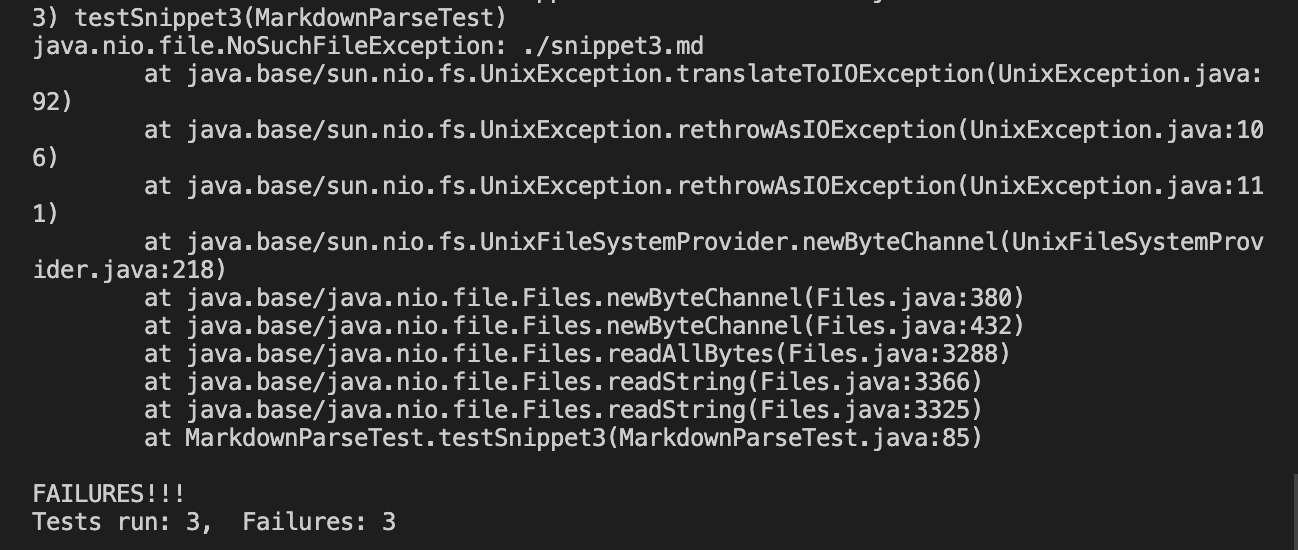 3) testSnippet3(MarkdownParseTest)
java.nio.file.NoSuchFileException: ./snippet3.md
        at java.base/sun.nio.fs.UnixException.translateToIOException(UnixException.java:
92)
        at java.base/sun.nio.fs.UnixException.rethrowAsIOException(UnixException.java:10
6)
        at java.base/sun.nio.fs.UnixException.rethrowAsIOException(UnixException.java:11
1)
        at java.base/sun.nio.fs.UnixFileSystemProvider.newByteChannel(UnixFileSystemProv
ider.java:218)
        at java.base/java.nio.file.Files.newByteChannel(Files.java:380)
        at java.base/java.nio.file.Files.newByteChannel(Files.java:432)
        at java.base/java.nio.file.Files.readAllBytes(Files.java:3288)
        at java.base/java.nio.file.Files.readString(Files.java:3366)
        at java.base/java.nio.file.Files.readString(Files.java:3325)
        at MarkdownParseTest.testSnippet3(MarkdownParseTest.java:85)

FAILURES!!!
Tests run: 3,  Failures: 3